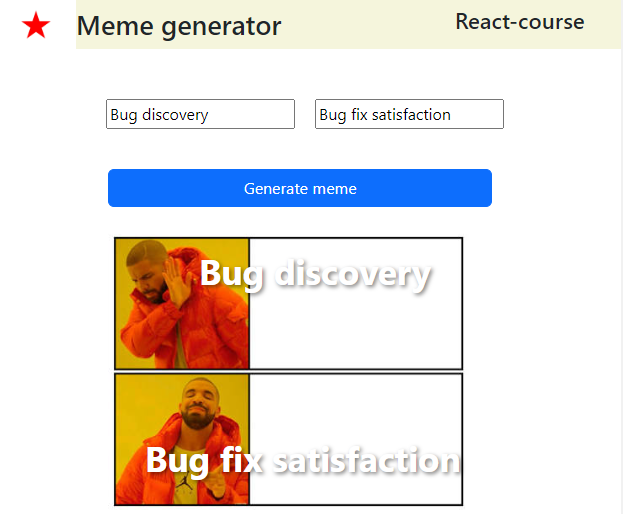 Meme generator
React-course
Bug discovery
Bug fix satisfaction
Generate meme
Bug discovery
Bug fix satisfaction